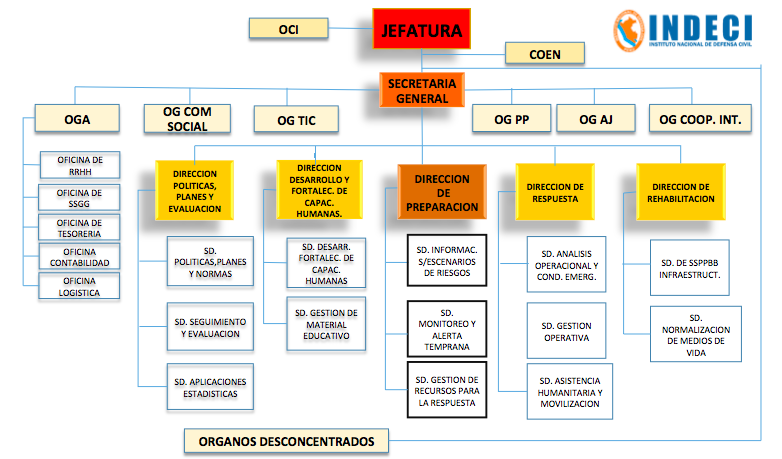 OCI
JEFATURA
INDECI
INSTITUTO NACIONAL DE DEFENSA CIVIL
COEN
SECRETARIA
GENERAL
OGA
OG COM
SOCIAL
OG TIC
OG PP
OG AJ
OG COOP. INT.
OFICINA DE
RRHH
OFICINA DE
SSGG
OFICINA DE
TESORERIA
OFICINA
CONTABILIDAD
OFICINA
LOGISTICA
DIRECCION
POLITICAS,
PLANES Y
EVALUACION
DIRECCION
DESARROLLO Y
FORTALEC. DE
CAPAC.
HUMANAS.
DIRECCION
DE
PREPARACION
DIRECCION DE
RESPUESTA
DIRECCION DE
REHABILITACION
SD.
POLITICAS,PLANES
Y NORMAS
SD. SEGUIMIENTO
Y EVALUACION
SD. APLICACIONES
ESTADISTICAS
SD. DESARR.
FORTALEC. DE
CAPAC.
HUMANAS
SD. GESTION DE
MATERIAL
EDUCATIVO
SD. INFORMAC.
S/ESCENARIOS
DE RIESGOS
SD.
MONITOREO Y
ALERTA
TEMPRANA
SD. GESTION DE
RECURSOS PARA
LA RESPUESTA
SD. ANALISIS
OPERACIONAL Y
COND. EMERG.
SD. GESTION
OPERATIVA
SD. ASISTENCIA
HUMANITARIA Y
MOVILIZACION
SD. DE SSPPBB
INFRAESTRUCT.
SD.
NORMALIZACION
DE MEDIOS DE
VIDA
ORGANOS DESCONCENTRADOS